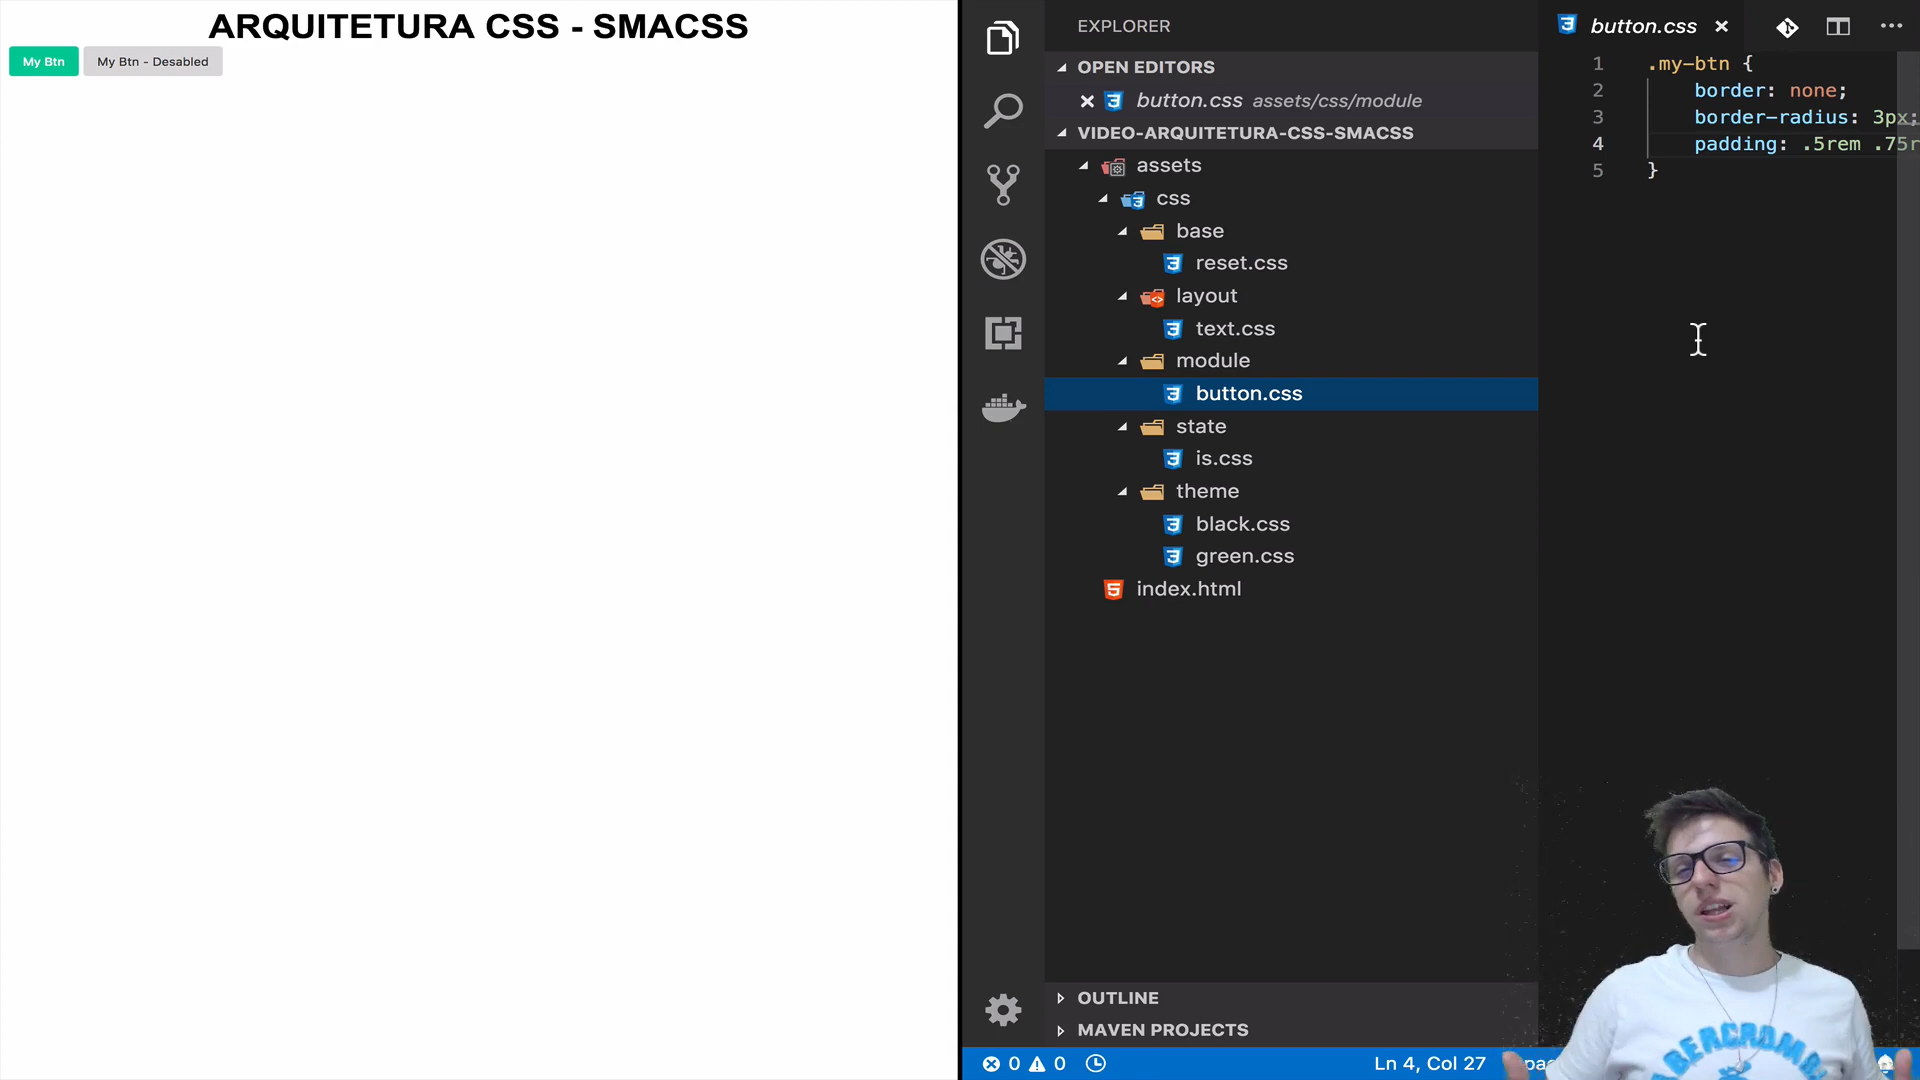 ARQUITETURA CSS - SMACSS
My Btn
My Btn - Desabled
EXPLORER
OPEN EDITORS
button.css assets/css/module
VIDEO-ARQUITETURA-CSS-SMACSS
assets
css
base
reset.css
layout
text.css
module
button.css
state
is.css
theme
black.css
green.css
index.html
OUTLINE
MAVEN PROJECTS
button.css
1 .my-btn {
2 border: none;
3 border-radius: 3px;
4 padding: .5rem .75r
5 }
0 0
Ln 4, Col 27